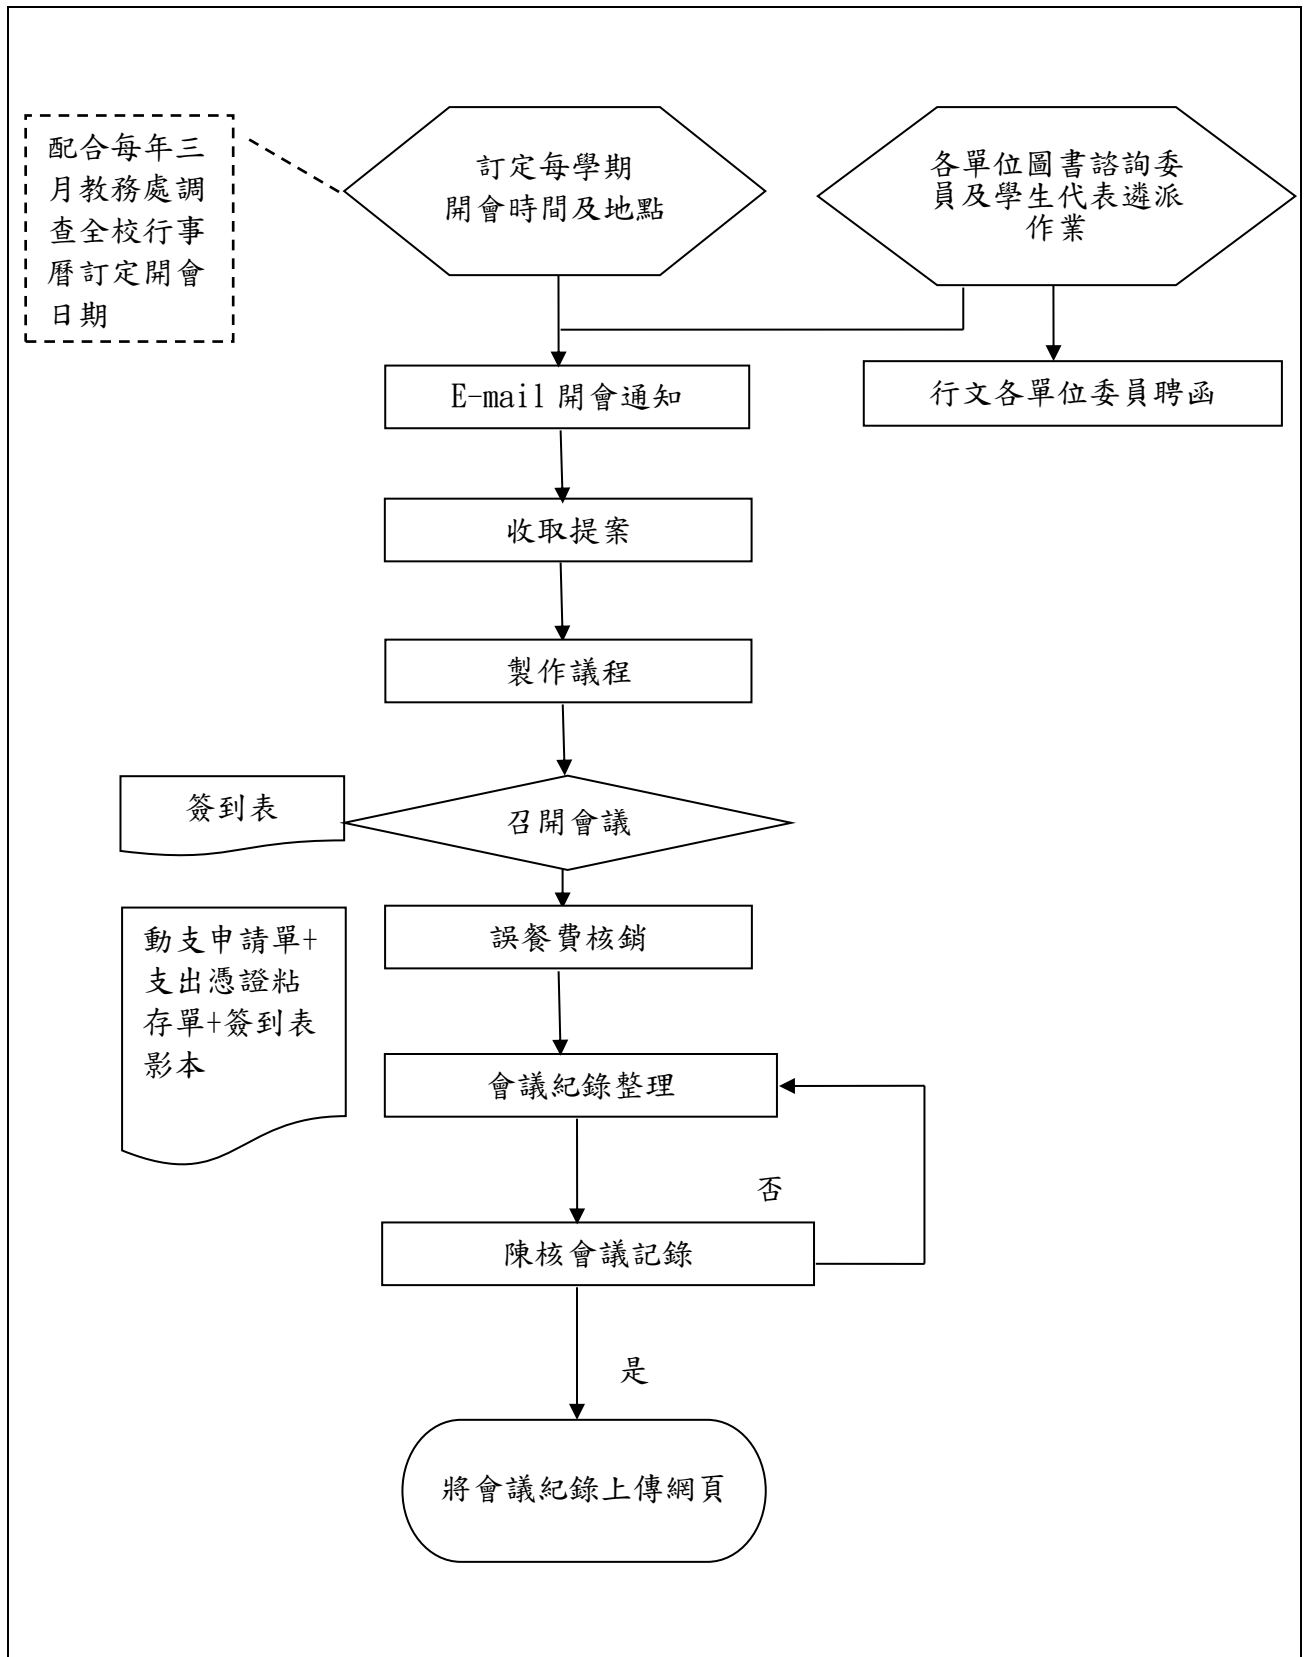 配合每年三
月教務處調
查全校行事
曆訂定開會
日期
訂定每學期
開會時間及地點
各單位圖書諮詢委
員及學生代表遴派
作業
E-mail 開會通知
行文各單位委員聘函
收取提案
製作議程
簽到表
召開會議
誤餐費核銷
動支申請單+
支出憑證粘
存單+簽到表
影本
會議紀錄整理
否
陳核會議記錄
是
將會議紀錄上傳網頁